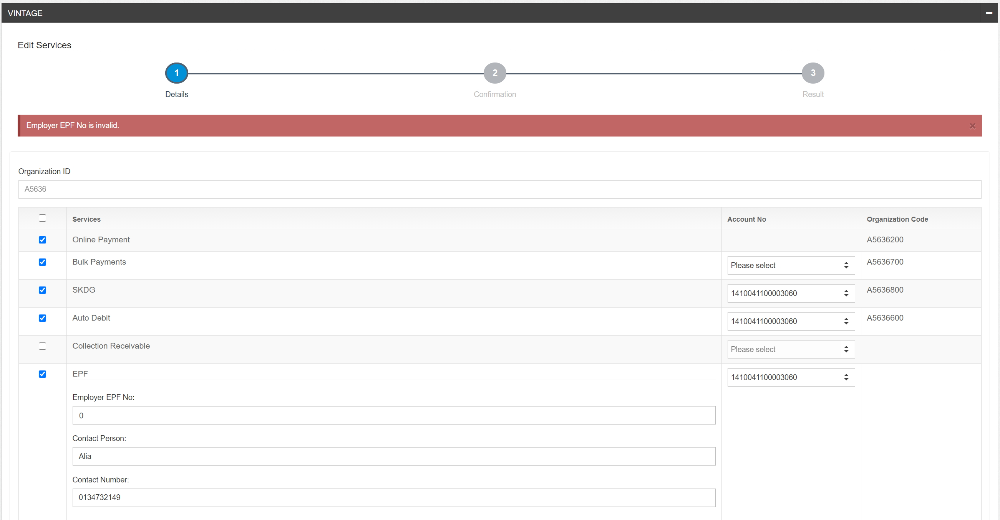 VINTAGE
Edit Services
1
2
3
Details
Confirmation
Result
Employer EPF No is invalid.
Organization ID
A5636
Services
Account No
Organization Code
Online Payment
A5636200
Bulk Payments
Please select
A5636700
SKDG
1410041100003060
A5636800
Auto Debit
1410041100003060
A5636600
Collection Receivable
Please select
EPF
1410041100003060
Employer EPF No:
0
Contact Person:
Alia
Contact Number:
0134732149